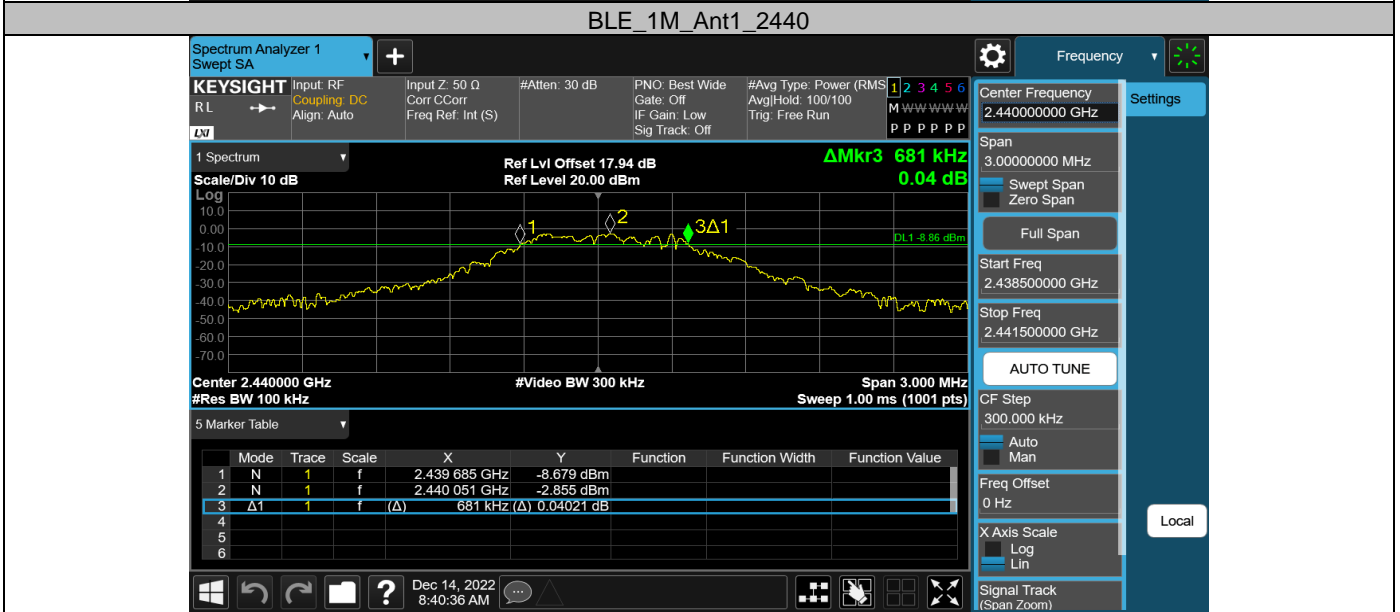 BLE_1M_Ant1_2440
Spectrum Analyzer 1
Swept SA
Frequency
KEYSIGHT
RL
LXI
Input: RF
Coupling: DC
Align: Auto
Input Z: 50 Ω
Corr CCorr
Freq Ref: Int (S)
#Atten: 30 dB
PNO: Best Wide
Gate: Off
IF Gain: Low
Sig Track: Off
#Avg Type: Power (RMS
Avg|Hold: 100/100
Trig: Free Run
1 2 3 4 5 6
M W W W W W
P P P P P P
1 Spectrum
Scale/Div 10 dB
Ref Lvl Offset 17.94 dB
Ref Level 20.00 dBm
ΔMkr3 681 kHz
0.04 dB
Log
10.0
0.00
-10.0
-20.0
-30.0
-40.0
-50.0
-60.0
-70.0
1
2
3Δ1
DL1 -8.86 dBm
Center 2.440000 GHz
#Video BW 300 kHz
Span 3.000 MHz
#Res BW 100 kHz
Sweep 1.00 ms (1001 pts)
5 Marker Table
Mode Trace Scale X Y Function Function Width Function Value
1 N 1 f 2.439 685 GHz -8.679 dBm
2 N 1 f 2.440 051 GHz -2.855 dBm
3 Δ1 1 f (Δ) 681 kHz (Δ) 0.04021 dB
4
5
6
Center Frequency
2.440000000 GHz
Settings
Span
3.00000000 MHz
Swept Span
Zero Span
Full Span
Start Freq
2.438500000 GHz
Stop Freq
2.441500000 GHz
AUTO TUNE
CF Step
300.000 kHz
Auto
Man
Freq Offset
0 Hz
X Axis Scale
Log
Lin
Local
Signal Track
(Span Zoom)
?
Dec 14, 2022
8:40:36 AM